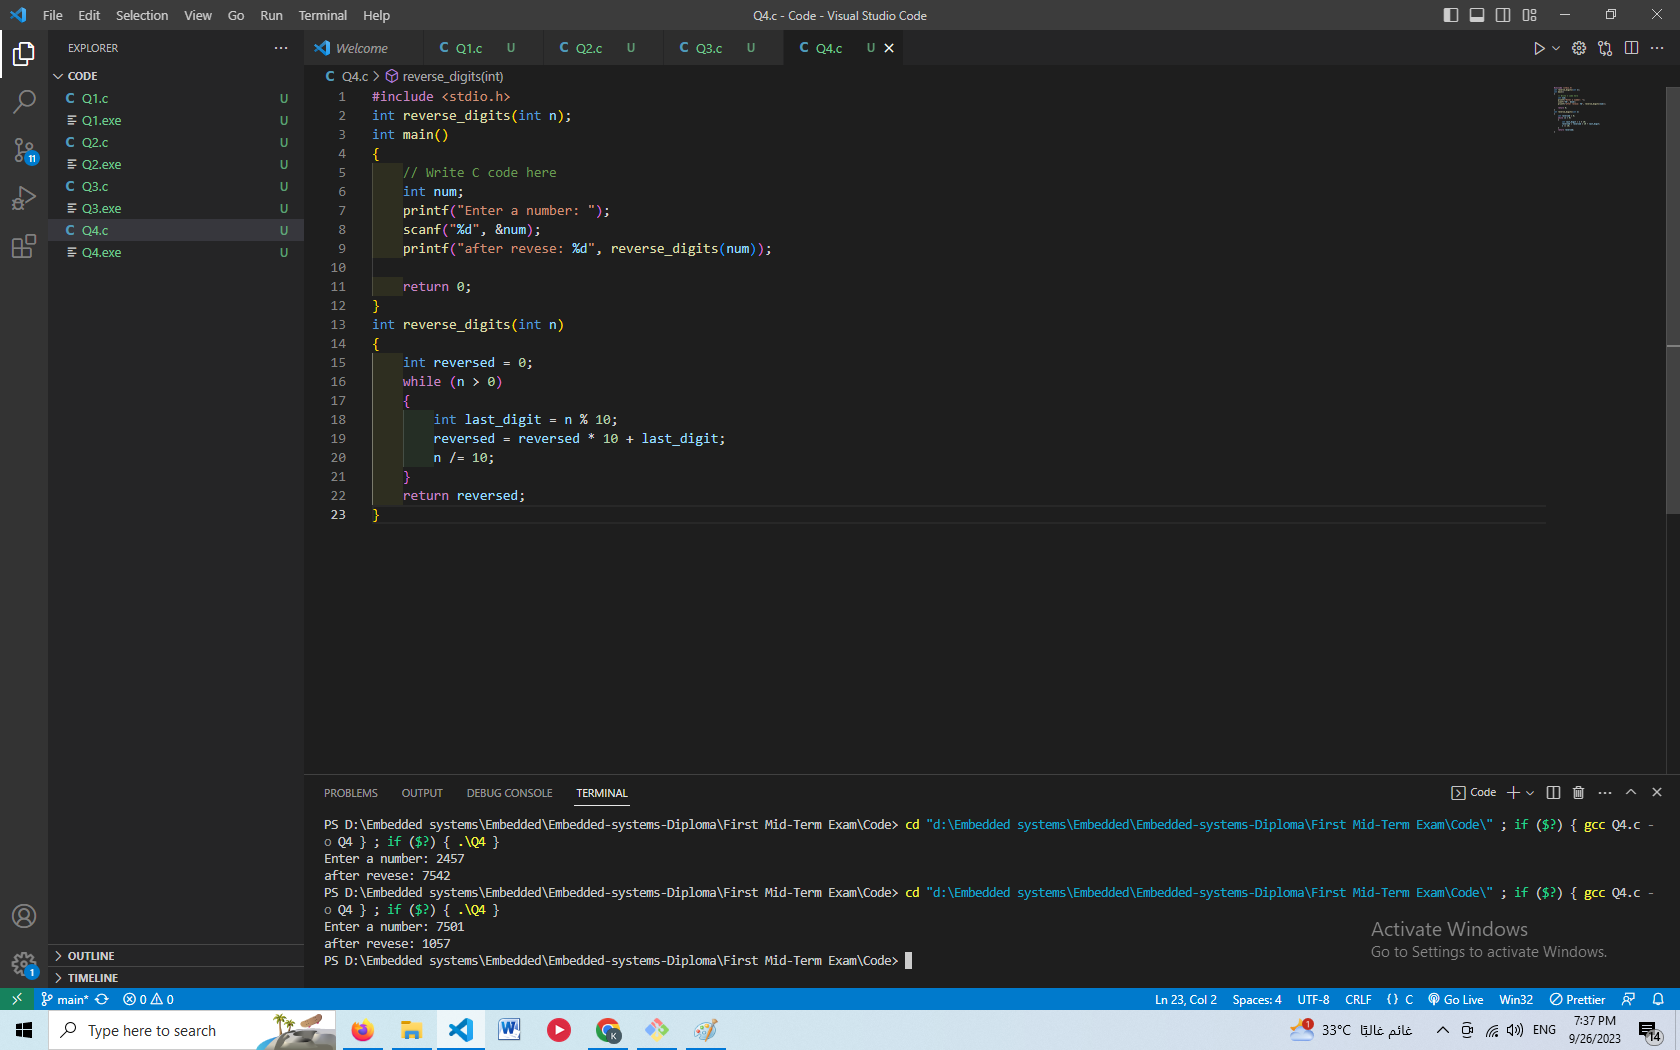 File Edit Selection View Go Run Terminal Help
Q4.c - Code - Visual Studio Code
EXPLORER
CODE
Q1.c U
Q1.exe U
Q2.c U
Q2.exe U
Q3.c U
Q3.exe U
Q4.c U
Q4.exe U
OUTLINE
TIMELINE
11
1
Welcome
C Q1.c U
C Q2.c U
C Q3.c U
C Q4.c U
C Q4.c > reverse_digits(int)
1 #include <stdio.h>
2 int reverse_digits(int n);
3 int main()
4 {
5 // Write C code here
6 int num;
7 printf("Enter a number: ");
8 scanf("%d", &num);
9 printf("after revese: %d", reverse_digits(num));
10
11 return 0;
12 }
13 int reverse_digits(int n)
14 {
15 int reversed = 0;
16 while (n > 0)
17 {
18 int last_digit = n % 10;
19 reversed = reversed * 10 + last_digit;
20 n /= 10;
21 }
22 return reversed;
23 }
PROBLEMS OUTPUT DEBUG CONSOLE TERMINAL
Code
PS D:\Embedded systems\Embedded\Embedded-systems-Diploma\First Mid-Term Exam\Code> cd "d:\Embedded systems\Embedded\Embedded-systems-Diploma\First Mid-Term Exam\Code\" ; if ($?) { gcc Q4.c -
o Q4 } ; if ($?) { .\Q4 }
Enter a number: 2457
after revese: 7542
PS D:\Embedded systems\Embedded\Embedded-systems-Diploma\First Mid-Term Exam\Code> cd "d:\Embedded systems\Embedded\Embedded-systems-Diploma\First Mid-Term Exam\Code\" ; if ($?) { gcc Q4.c -
o Q4 } ; if ($?) { .\Q4 }
Enter a number: 7501
after revese: 1057
PS D:\Embedded systems\Embedded\Embedded-systems-Diploma\First Mid-Term Exam\Code>
Activate Windows
Go to Settings to activate Windows.
main* 0 0
Ln 23, Col 2 Spaces: 4 UTF-8 CRLF {} C Go Live Win32 Prettier
Type here to search
1 33°C غائم غالبًا ENG 7:37 PM
9/26/2023
14